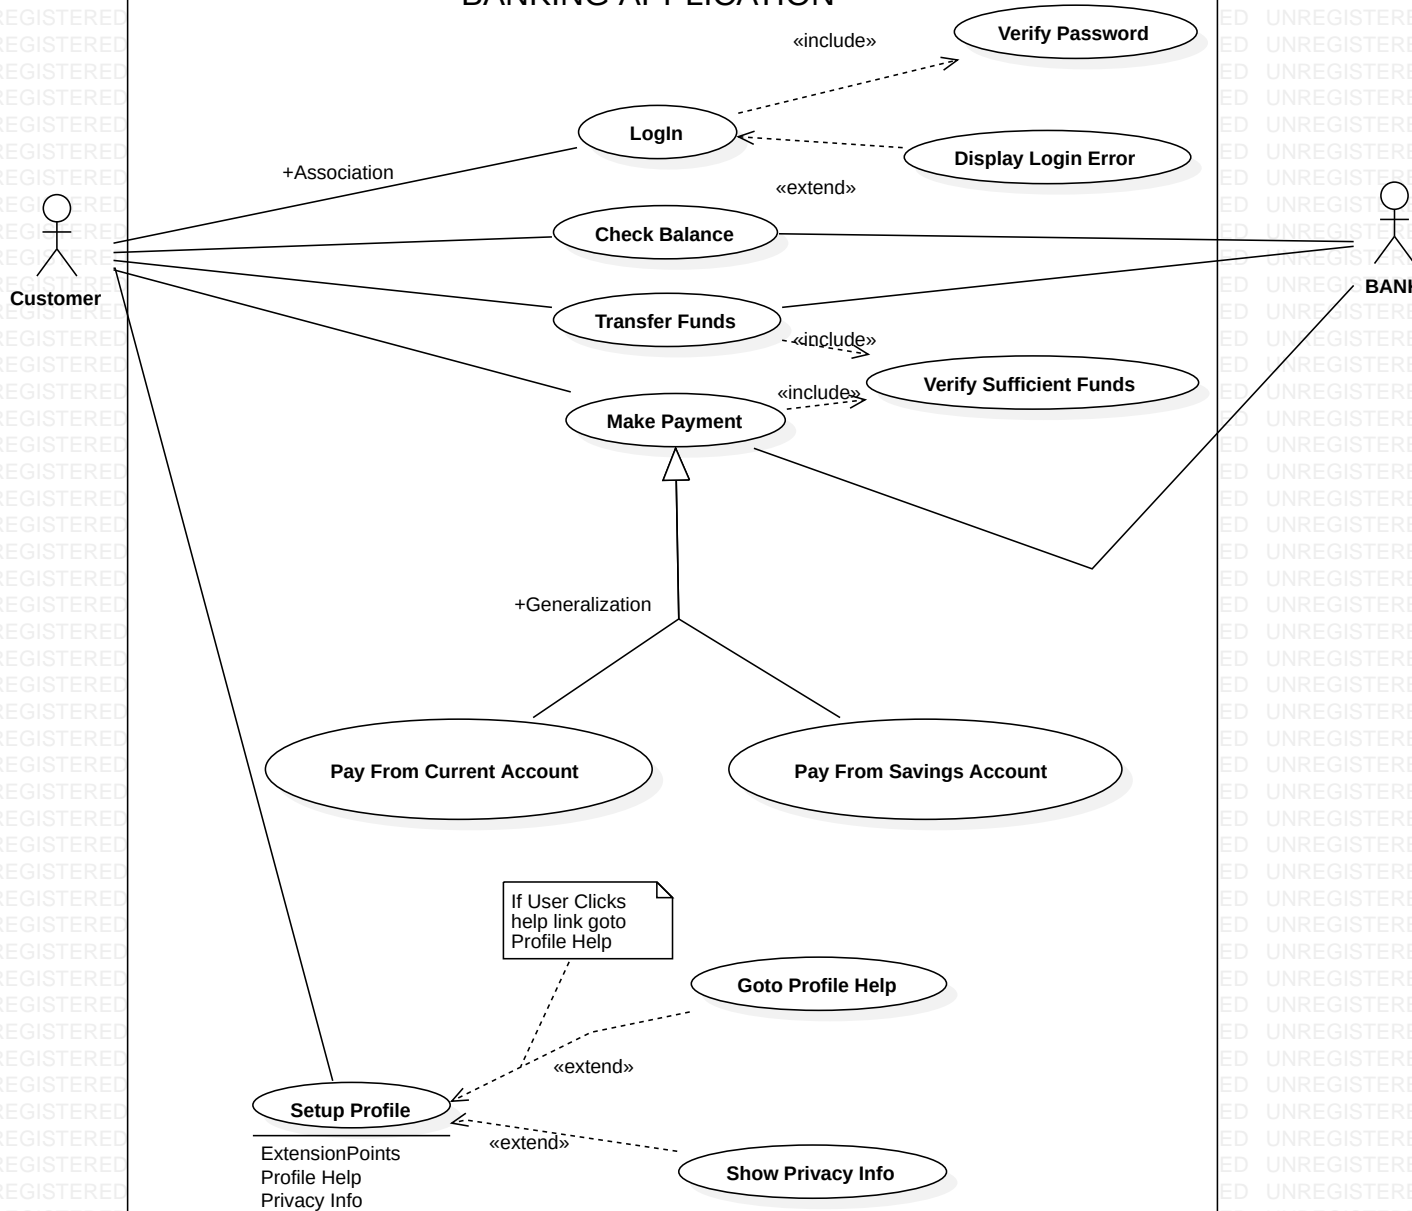 BANKING APPLICATION
Verify Password
«include»
LogIn
Display Login Error
+Association
«extend»
Check Balance
Customer
BANK
Transfer Funds
«include»
Verify Sufficient Funds
«include»
Make Payment
+Generalization
Pay From Current Account
Pay From Savings Account
If User Clicks
help link goto
Profile Help
Goto Profile Help
«extend»
Setup Profile
«extend»
ExtensionPoints
Profile Help
Privacy Info
Show Privacy Info
UNREGISTERED